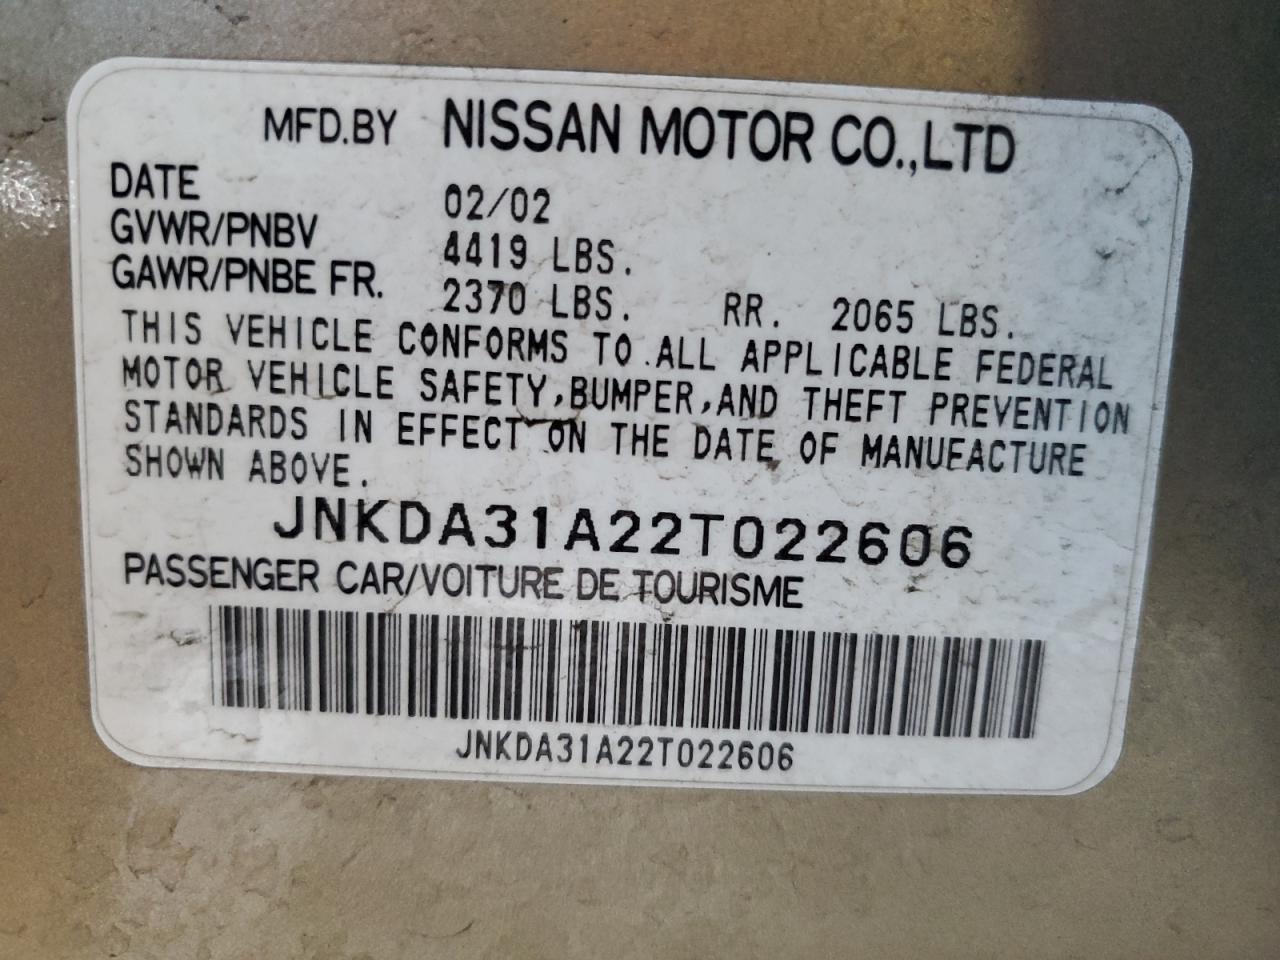 MFD.BY NISSAN MOTOR CO.,LTD
DATE 02/02
GVWR/PNBV 4419 LBS.
GAWR/PNBE FR. 2370 LBS. RR. 2065 LBS.
THIS VEHICLE CONFORMS TO ALL APPLICABLE FEDERAL
MOTOR VEHICLE SAFETY,BUMPER,AND THEFT PREVENTION
STANDARDS IN EFFECT ON THE DATE OF MANUFACTURE
SHOWN ABOVE.
JNKDA31A22T022606
PASSENGER CAR/VOITURE DE TOURISME
JNKDA31A22T022606